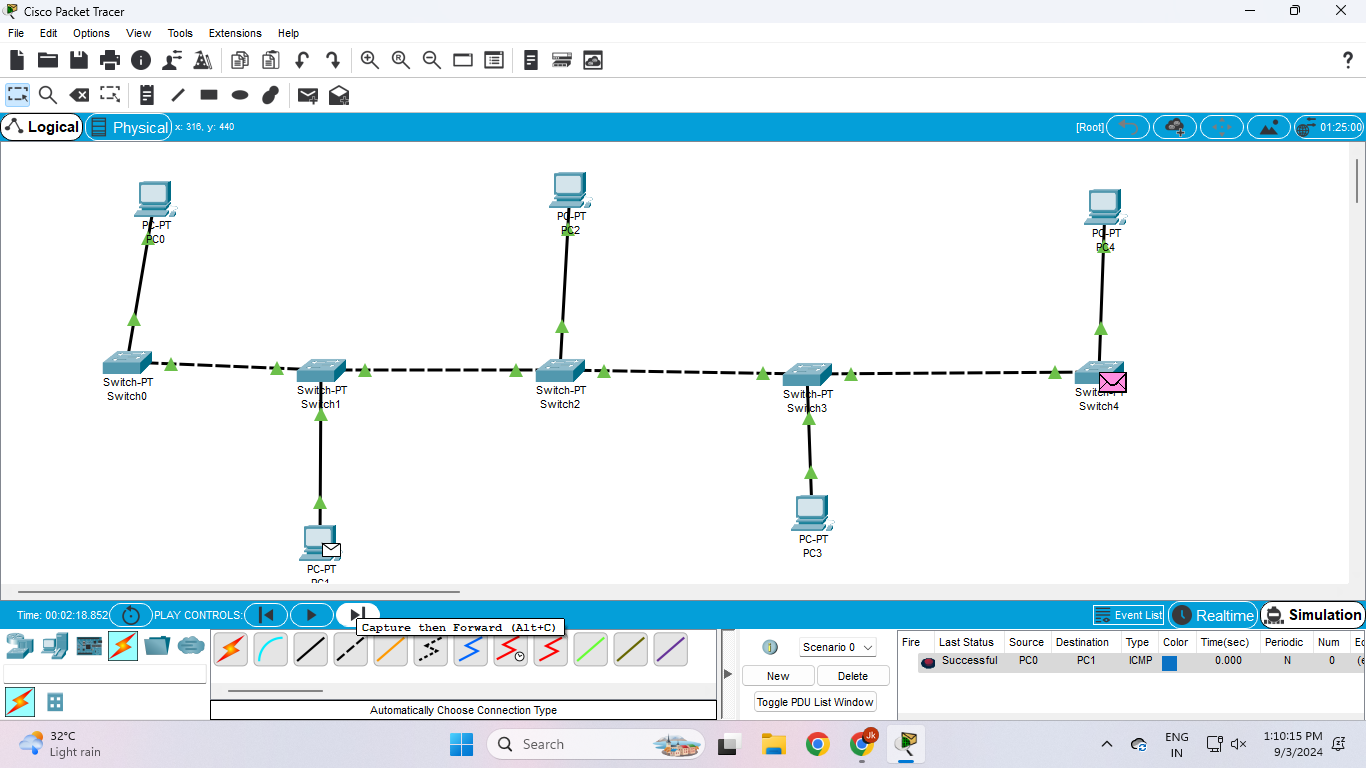 Cisco Packet Tracer
File Edit Options View Tools Extensions Help
Logical Physical x: 316, y: 440 [Root] 01:25:00
PC-PT
PC0
PC-PT
PC2
PC-PT
PC4
Switch-PT
Switch0
Switch-PT
Switch1
Switch-PT
Switch2
Switch-PT
Switch3
Switch-PT
Switch4
PC-PT
PC3
PC-PT
PC1
Time: 00:02:18.852 PLAY CONTROLS: Event List Realtime Simulation
Capture then Forward (Alt+C)
Scenario 0
New Delete
Toggle PDU List Window
Fire Last Status Source Destination Type Color Time(sec) Periodic Num
Successful PC0 PC1 ICMP 0.000 N 0
Automatically Choose Connection Type
32°C
Light rain
Search
Jk
ENG
IN
1:10:15 PM
9/3/2024